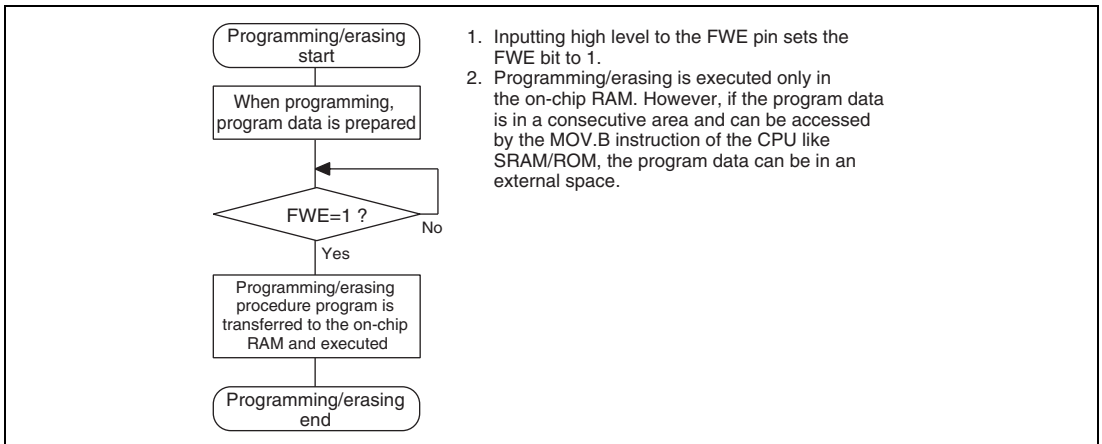 Programming/erasing
start
When programming,
program data is prepared
FWE=1 ?
No
Yes
Programming/erasing
procedure program is
transferred to the on-chip
RAM and executed
Programming/erasing
end
1. Inputting high level to the FWE pin sets the
FWE bit to 1.
2. Programming/erasing is executed only in
the on-chip RAM. However, if the program data
is in a consecutive area and can be accessed
by the MOV.B instruction of the CPU like
SRAM/ROM, the program data can be in an
external space.